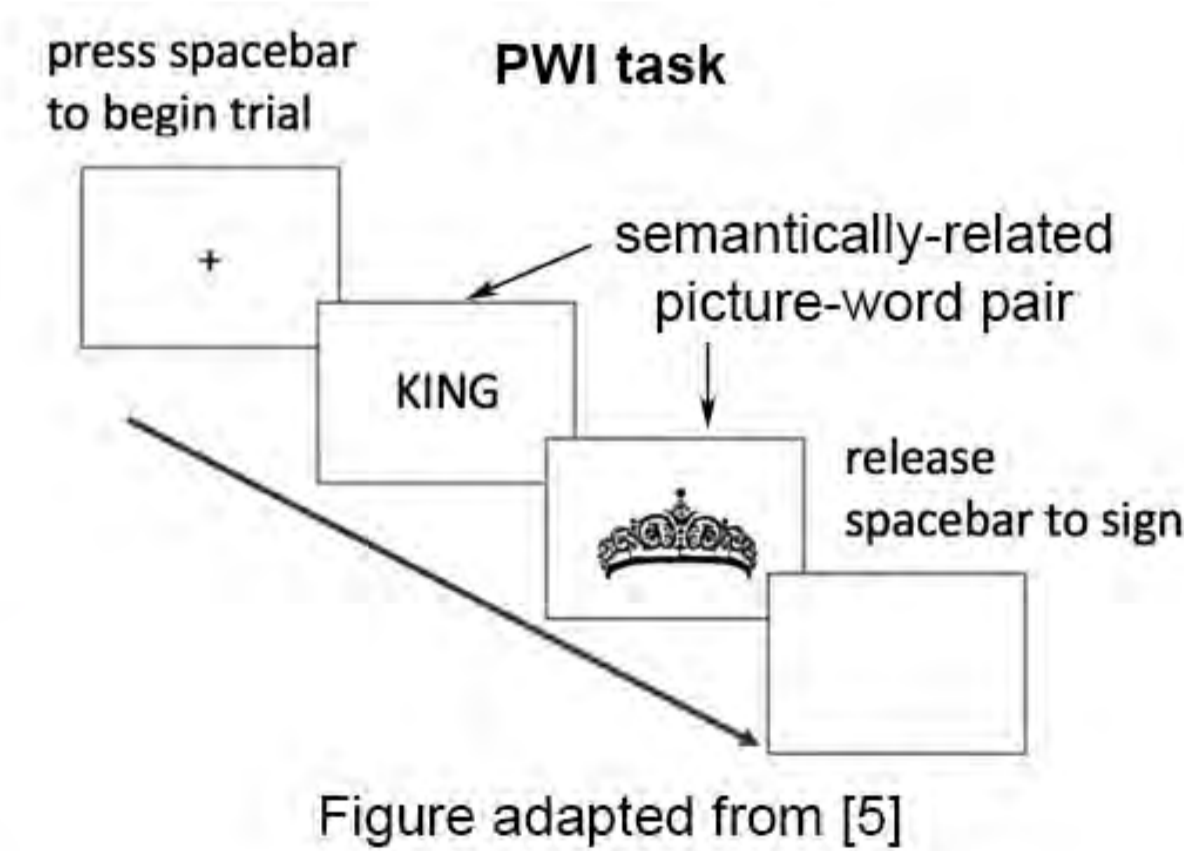 press spacebar
to begin trial
PWI task
+
semantically-related
picture-word pair
KING
release
spacebar to sign
Figure adapted from [5]